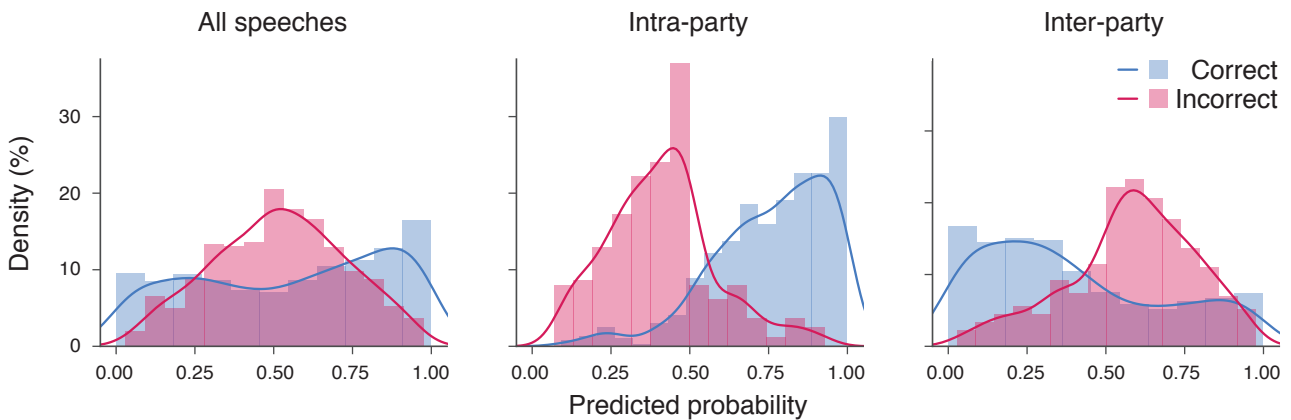 All speeches
Intra-party
Inter-party
Correct
Incorrect
Density (%)
30
20
10
0
0.00 0.25 0.50 0.75 1.00
0.00 0.25 0.50 0.75 1.00
0.00 0.25 0.50 0.75 1.00
Predicted probability